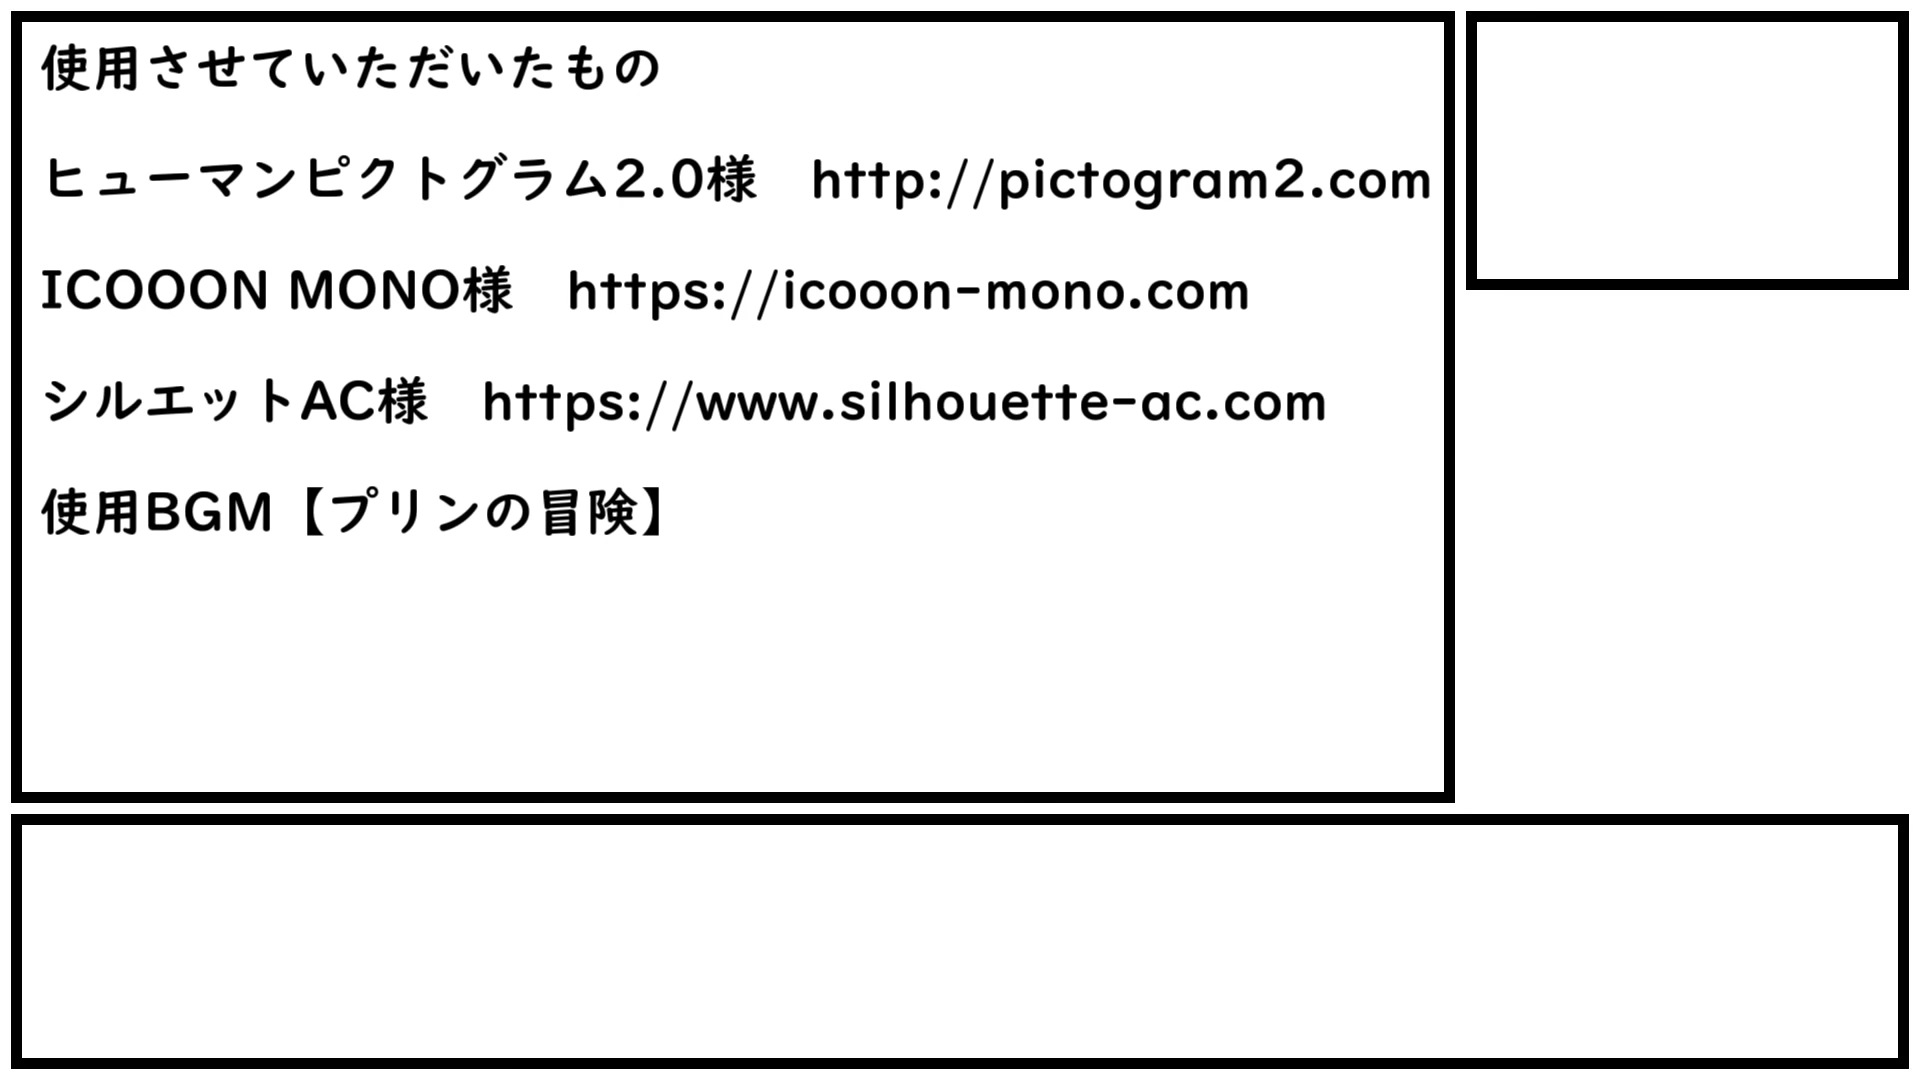 使用させていただいたもの
ヒューマンピクトグラム2.0様　http://pictogram2.com
ICOOON MONO様　https://icooon-mono.com
シルエットAC様　https://www.silhouette-ac.com
使用BGM【プリンの冒険】